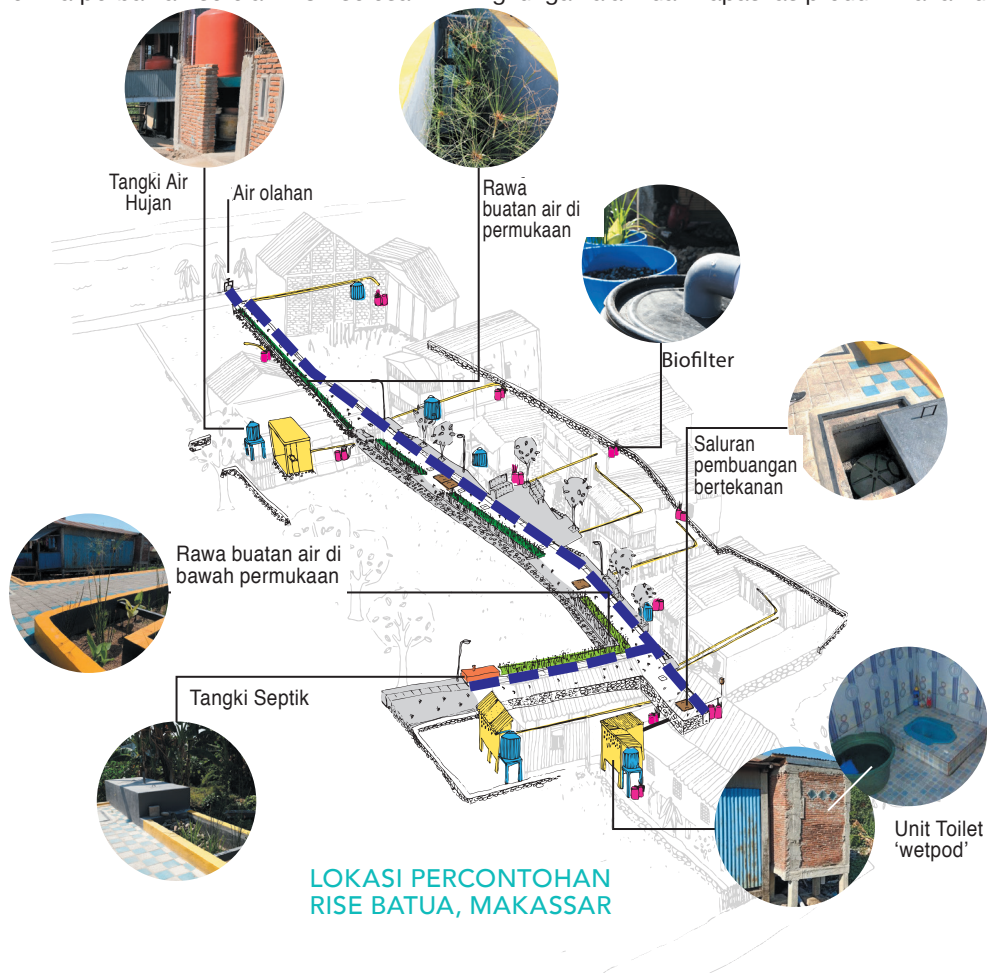 Tangki Air
Hujan
Air olahan
Rawa
buatan air di
permukaan
Biofilter
Saluran
pembuangan
bertekanan
Rawa buatan air di
bawah permukaan
Tangki Septik
Unit Toilet
‘wetpod’
LOKASI PERCONTOHAN
RISE BATUA, MAKASSAR